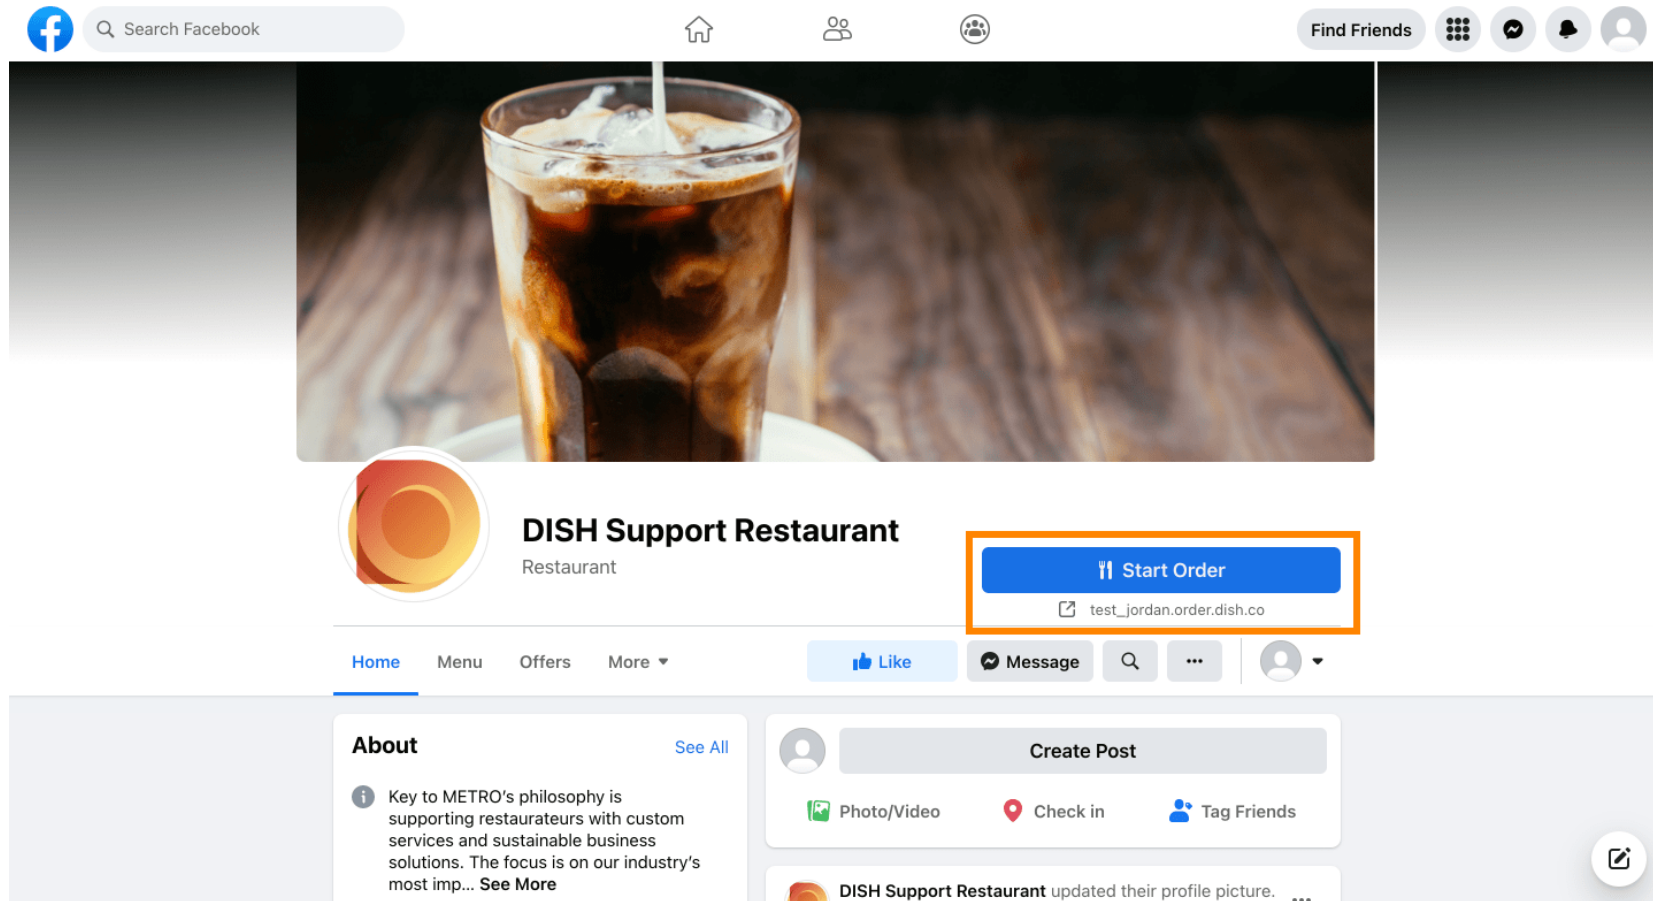 Search Facebook
Find Friends
DISH Support Restaurant
Restaurant
Start Order
test_jordan.order.dish.co
Home Menu Offers More
Like Message
About See All
Key to METRO's philosophy is
supporting restaurateurs with custom
services and sustainable business
solutions. The focus is on our industry's
most imp... See More
Create Post
Photo/Video Check in Tag Friends
DISH Support Restaurant updated their profile picture.